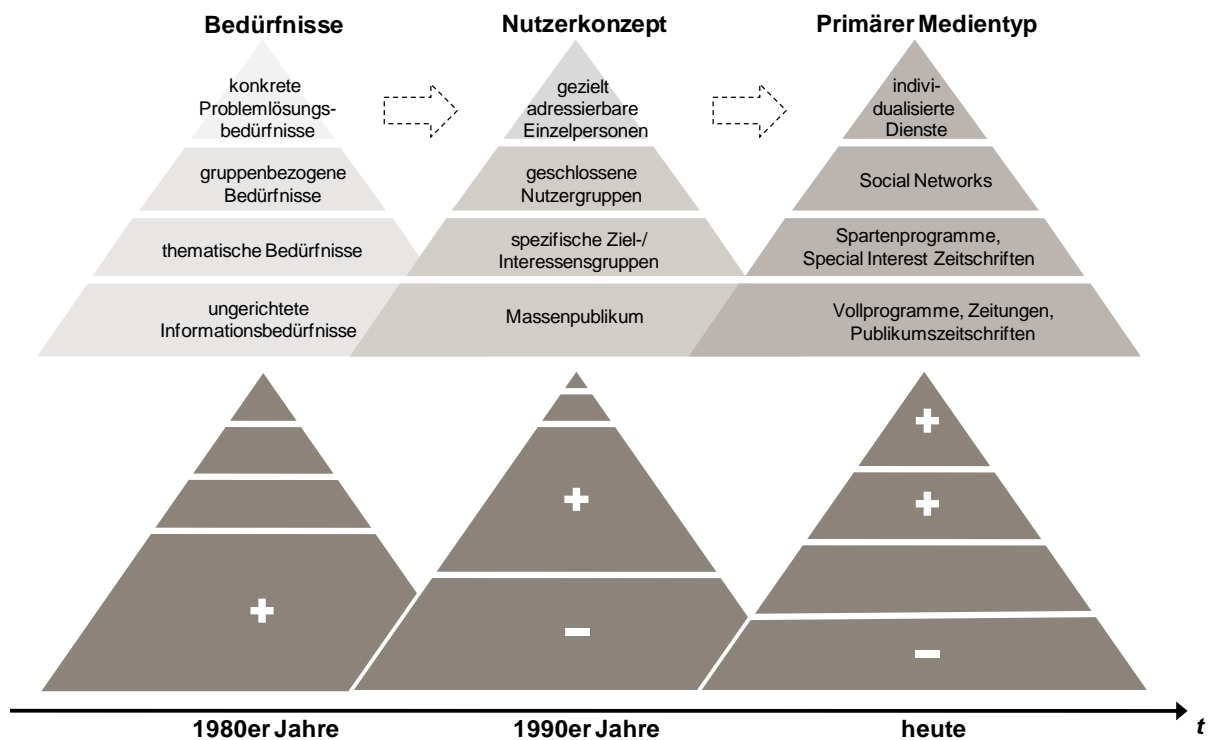 Bedürfnisse
Nutzerkonzept
Primärer Medientyp
konkrete
Problemlösungs-
bedürfnisse
gezielt
adressierbare
Einzelpersonen
indivi-
dualisierte
Dienste
gruppenbezogene
Bedürfnisse
geschlossene
Nutzergruppen
Social Networks
thematische Bedürfnisse
spezifische Ziel-/
Interessensgruppen
Spartenprogramme,
Special Interest Zeitschriften
ungerichtete
Informationsbedürfnisse
Massenpublikum
Vollprogramme, Zeitungen,
Publikumszeitschriften
+
+
+
+
–
–
1980er Jahre
1990er Jahre
heute
t